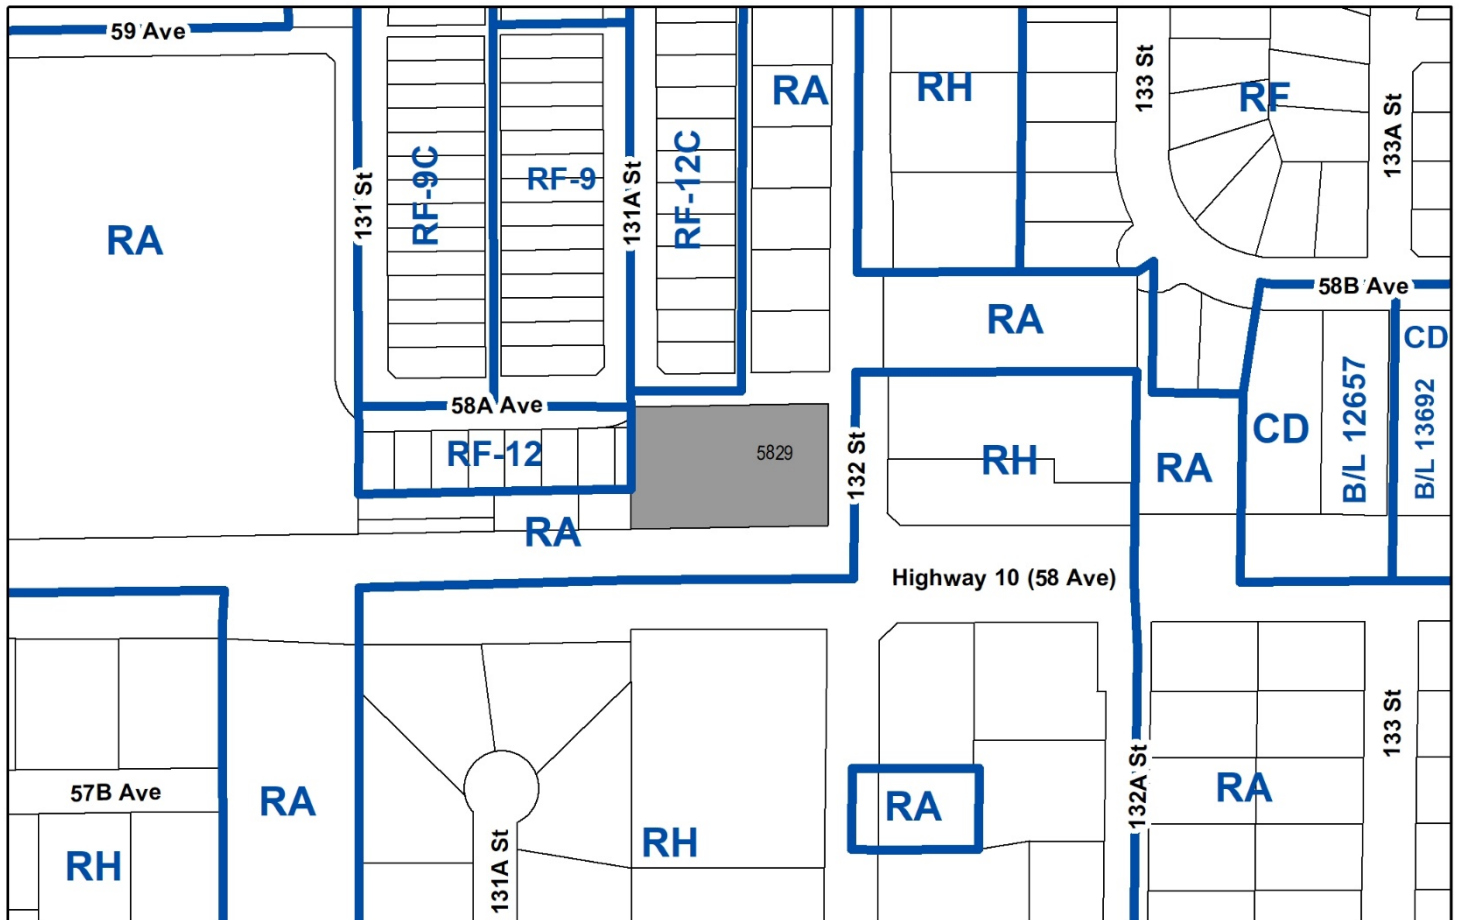 59 Ave
RA
RH
133 St
RF
133A St
131 St
RF-9C
RF-9
131A St
RF-12C
RA
58B Ave
RA
CD
58A Ave
RF-12
5829
132 St
RH
RA
CD
B/L 12657
B/L 13692
RA
Highway 10 (58 Ave)
57B Ave
RA
RH
131A St
RH
RA
132A St
RA
133 St